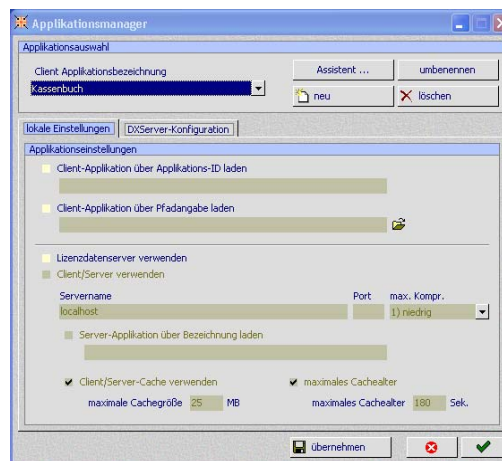 Applikationsmanager
Applikationsauswahl
Client Applikationsbezeichnung
Kassenbuch
Assistent ...
umbenennen
neu
löschen
lokale Einstellungen
DXServer-Konfiguration
Applikationseinstellungen
Client-Applikation über Applikations-ID laden
Client-Applikation über Pfadangabe laden
Lizenzdatenserver verwenden
Client/Server verwenden
Servername Port max. Kompr.
localhost 1) niedrig
Server-Applikation über Bezeichnung laden
Client/Server-Cache verwenden maximales Cachealter
maximale Cachegröße 25 MB maximales Cachealter 180 Sek.
übernehmen